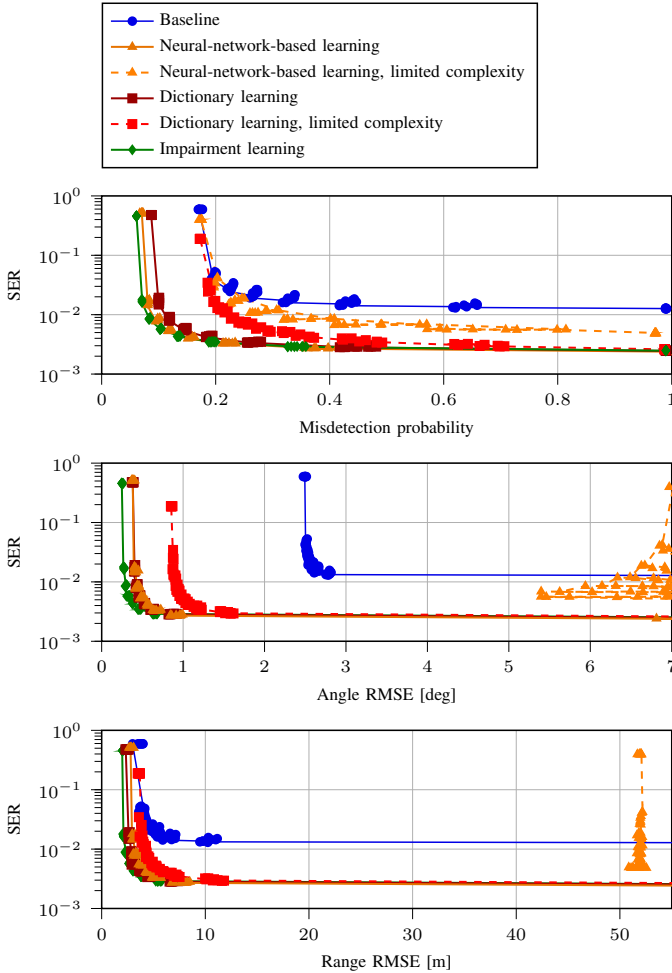 Baseline
Neural-network-based learning
Neural-network-based learning, limited complexity
Dictionary learning
Dictionary learning, limited complexity
Impairment learning
10^0
10^−1
10^−2
10^−3
SER
0
0.2
0.4
0.6
0.8
1
Misdetection probability
10^0
10^−1
10^−2
10^−3
SER
0
1
2
3
4
5
6
7
Angle RMSE [deg]
10^0
10^−1
10^−2
10^−3
SER
0
10
20
30
40
50
Range RMSE [m]